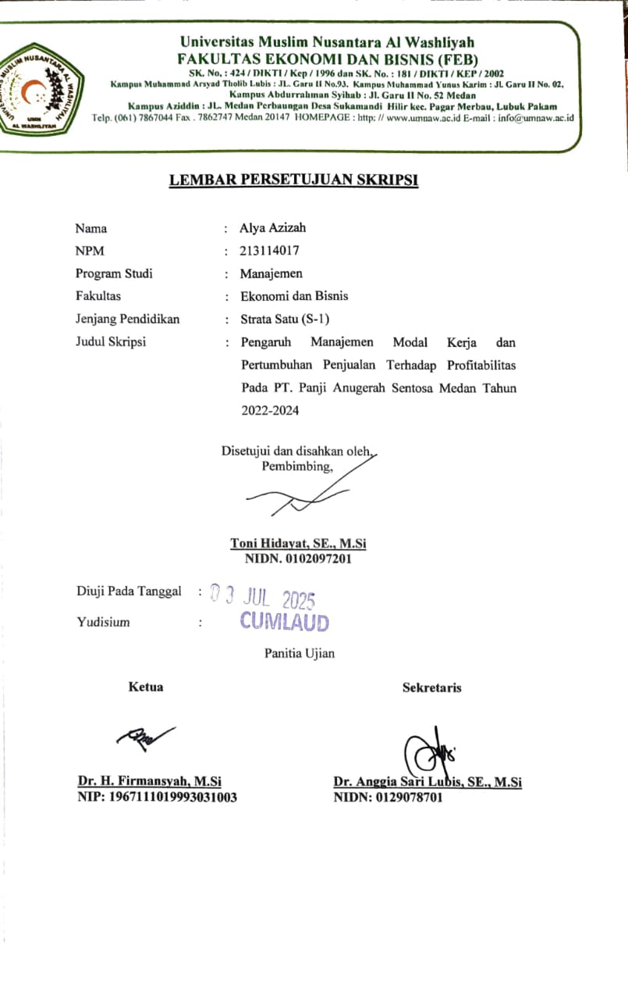 Universitas Muslim Nusantara Al Washliyah
FAKULTAS EKONOMI DAN BISNIS (FEB)
SK. No. : 424 / DIKTI / Kep / 1996 dan SK. No. : 181 / DIKTI / KEP / 2002
Kampus Muhammad Arsyad Tholib Lubis : JL. Garu II No.93, Kampus Muhammad Yunus Karim : JL Garu II No. 02,
Kampus Abdurrahman Syihab : Jl. Garu II No. 52 Medan
Kampus Aziddin : JL. Medan Perbaungan Desa Sukamandi Hilir kec. Pagar Merbau, Lubuk Pakam
Telp. (061) 7867044 Fax . 7862747 Medan 20147 HOMEPAGE : http: // www.umnaw.ac.id E-mail : info@umnaw.ac.id
MUSLIM NUSANTARA AL WASHLIYAH
UMN
AL WASHLIYAH
LEMBAR PERSETUJUAN SKRIPSI
Nama : Alya Azizah
NPM : 213114017
Program Studi : Manajemen
Fakultas : Ekonomi dan Bisnis
Jenjang Pendidikan : Strata Satu (S-1)
Judul Skripsi : Pengaruh Manajemen Modal Kerja dan
Pertumbuhan Penjualan Terhadap Profitabilitas
Pada PT. Panji Anugerah Sentosa Medan Tahun
2022-2024
Disetujui dan disahkan oleh,
Pembimbing,
Toni Hidayat, SE., M.Si
NIDN. 0102097201
Diuji Pada Tanggal : 03 JUL 2025
Yudisium : CUMLAUD
Panitia Ujian
Ketua Sekretaris
Dr. H. Firmansyah, M.Si Dr. Anggia Sari Lubis, SE., M.Si
NIP: 1967111019993031003 NIDN: 0129078701